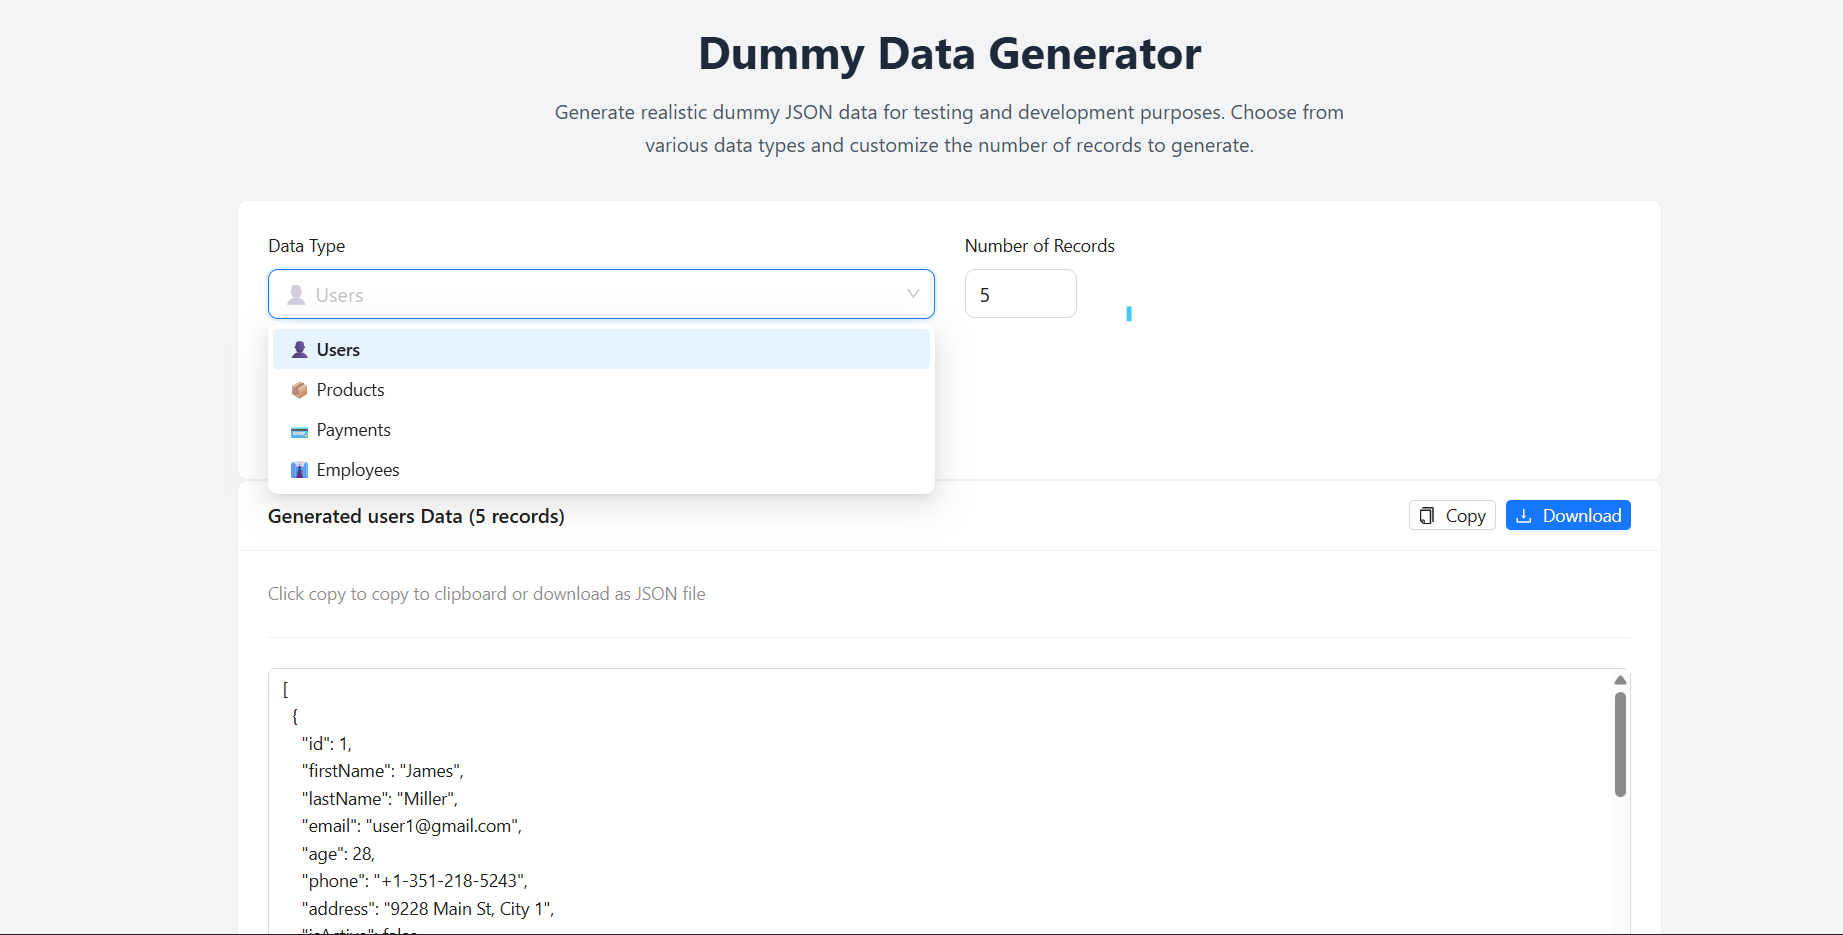 Dummy Data Generator
Generate realistic dummy JSON data for testing and development purposes. Choose from
various data types and customize the number of records to generate.
Data Type
Number of Records
Users
5
Users
Products
Payments
Employees
Generated users Data (5 records)
Copy
Download
Click copy to copy to clipboard or download as JSON file
[
{
"id": 1,
"firstName": "James",
"lastName": "Miller",
"email": "user1@gmail.com",
"age": 28,
"phone": "+1-351-218-5243",
"address": "9228 Main St, City 1",